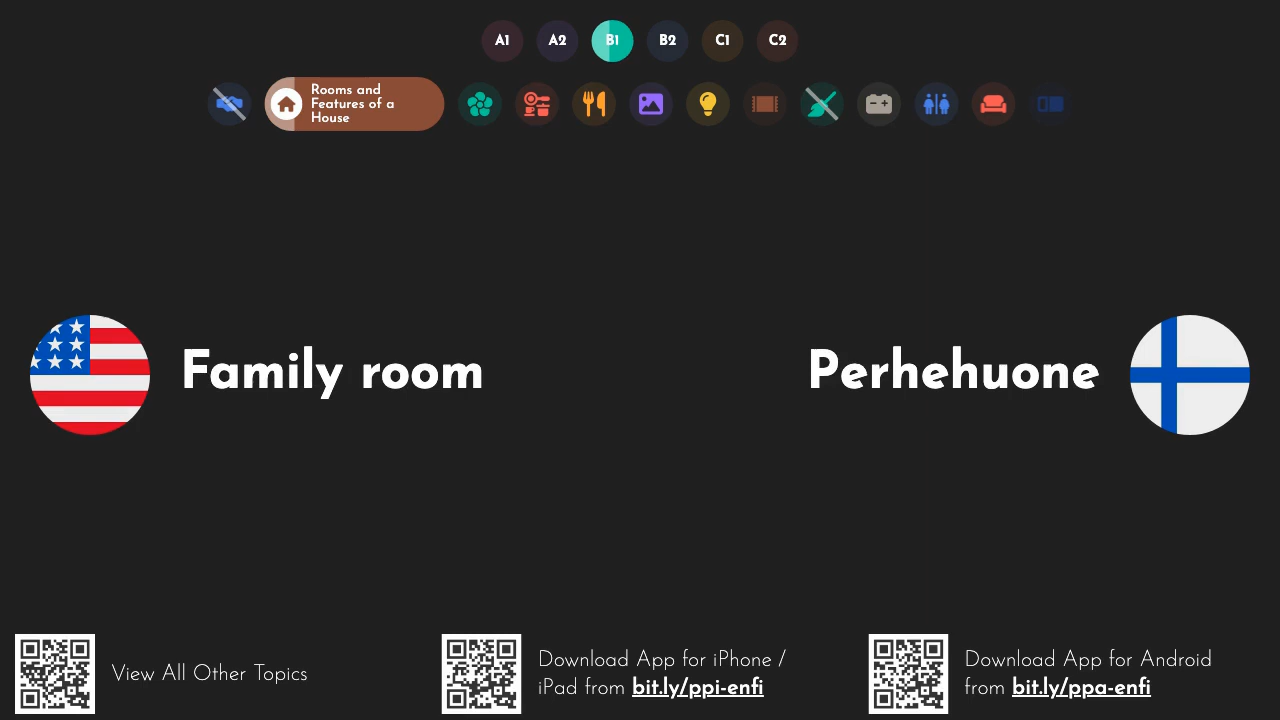 A1 A2 B1 B2 C1 C2
Rooms and
Features of a
House
Family room
Perhehuone
View All Other Topics
Download App for iPhone /
iPad from bit.ly/ppi-enfi
Download App for Android
from bit.ly/ppa-enfi